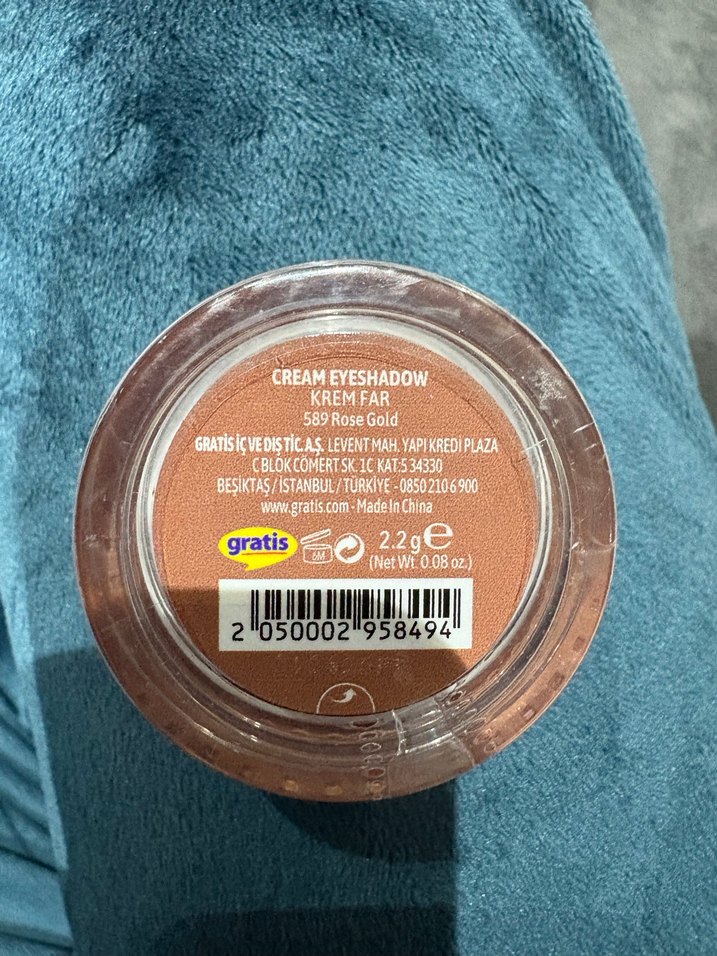 CREAM EYESHADOW
KREM FAR
589 Rose Gold
GRATİS İÇ VE DIŞ TİC. A.Ş. LEVENT MAH. YAPI KREDI PLAZA
C BLOK CÖMERT SK. 1C KAT:5 34330
BEŞİKTAŞ / İSTANBUL / TÜRKİYE - 0850 210 6 900
www.gratis.com - Made In China
gratis 6M 2.2 g e
(Net Wt. 0.08 oz.)
2 050002 958494